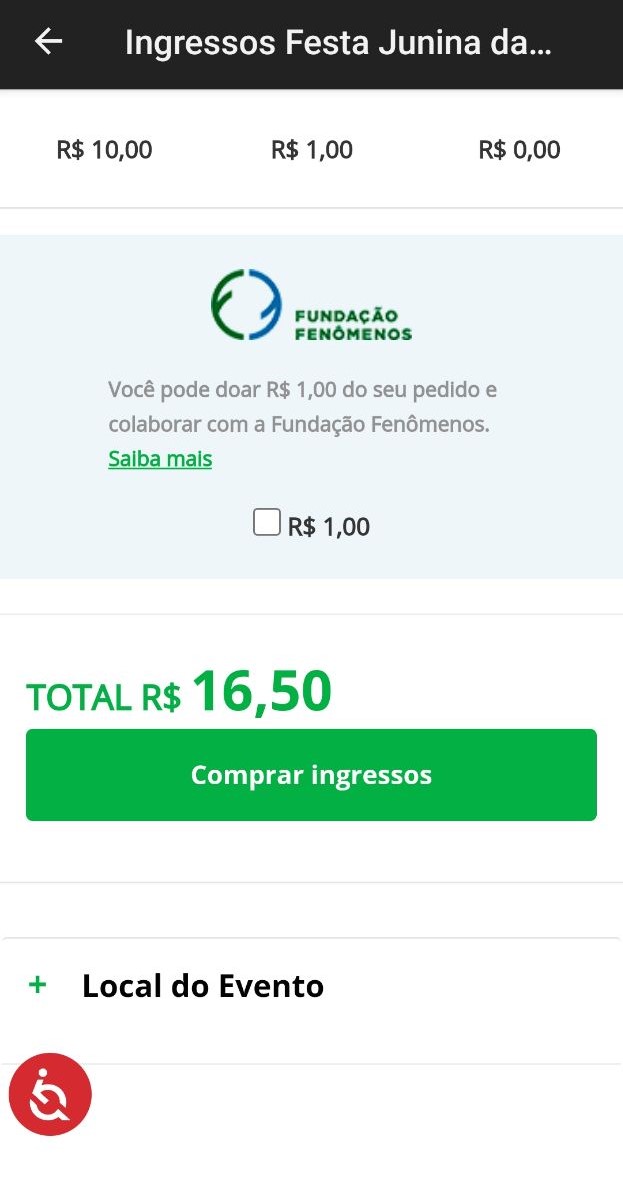 Ingressos Festa Junina da...
R$ 10,00 R$ 1,00 R$ 0,00
FUNDAÇÃO
FENÔMENOS
Você pode doar R$ 1,00 do seu pedido e
colaborar com a Fundação Fenômenos.
Saiba mais
R$ 1,00
TOTAL R$ 16,50
Comprar ingressos
+ Local do Evento